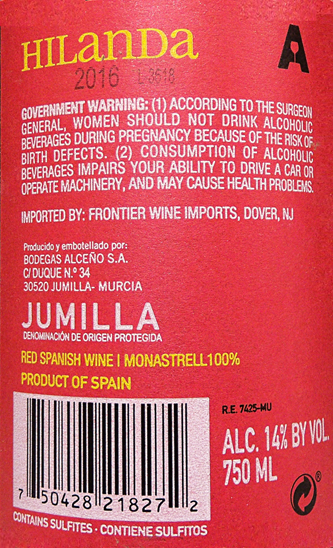 HILANDA
2016 L 3618
A
GOVERNMENT WARNING: (1) ACCORDING TO THE SURGEON
GENERAL, WOMEN SHOULD NOT DRINK ALCOHOLIC
BEVERAGES DURING PREGNANCY BECAUSE OF THE RISK OF
BIRTH DEFECTS. (2) CONSUMPTION OF ALCOHOLIC
BEVERAGES IMPAIRS YOUR ABILITY TO DRIVE A CAR OR
OPERATE MACHINERY, AND MAY CAUSE HEALTH PROBLEMS.
IMPORTED BY: FRONTIER WINE IMPORTS, DOVER, NJ
Producido y embotellado por:
BODEGAS ALCEÑO S.A.
C/ DUQUE N.º 34
30520 JUMILLA- MURCIA
JUMILLA
DENOMINACIÓN DE ORIGEN PROTEGIDA
RED SPANISH WINE I MONASTRELL100%
PRODUCT OF SPAIN
R.E. 7425-MU
ALC. 14% BY VOL.
750 ML
7 50428 21827 2
CONTAINS SULFITES - CONTIENE SULFITOS